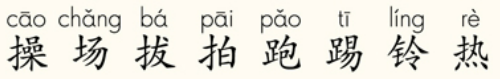 cāo chǎng bá pāi pǎo tī líng rè
操 场 拔 拍 跑 踢 铃 热